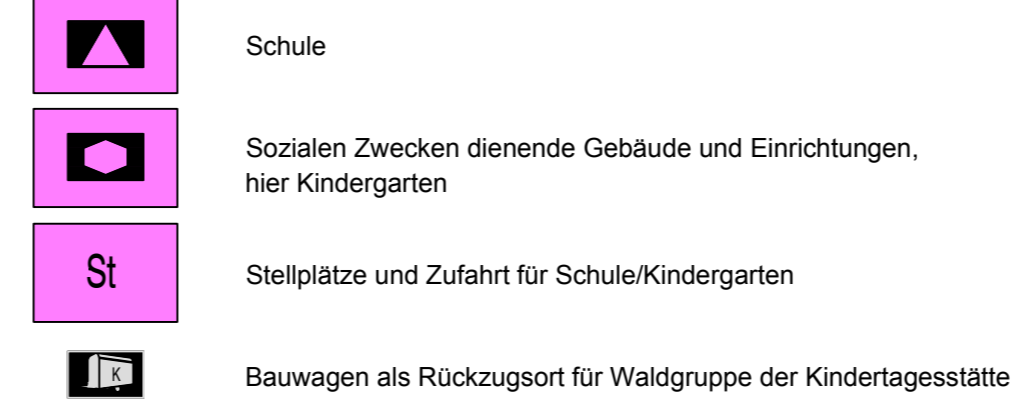 Schule
Sozialen Zwecken dienende Gebäude und Einrichtungen,
hier Kindergarten
St
Stellplätze und Zufahrt für Schule/Kindergarten
K
Bauwagen als Rückzugsort für Waldgruppe der Kindertagesstätte